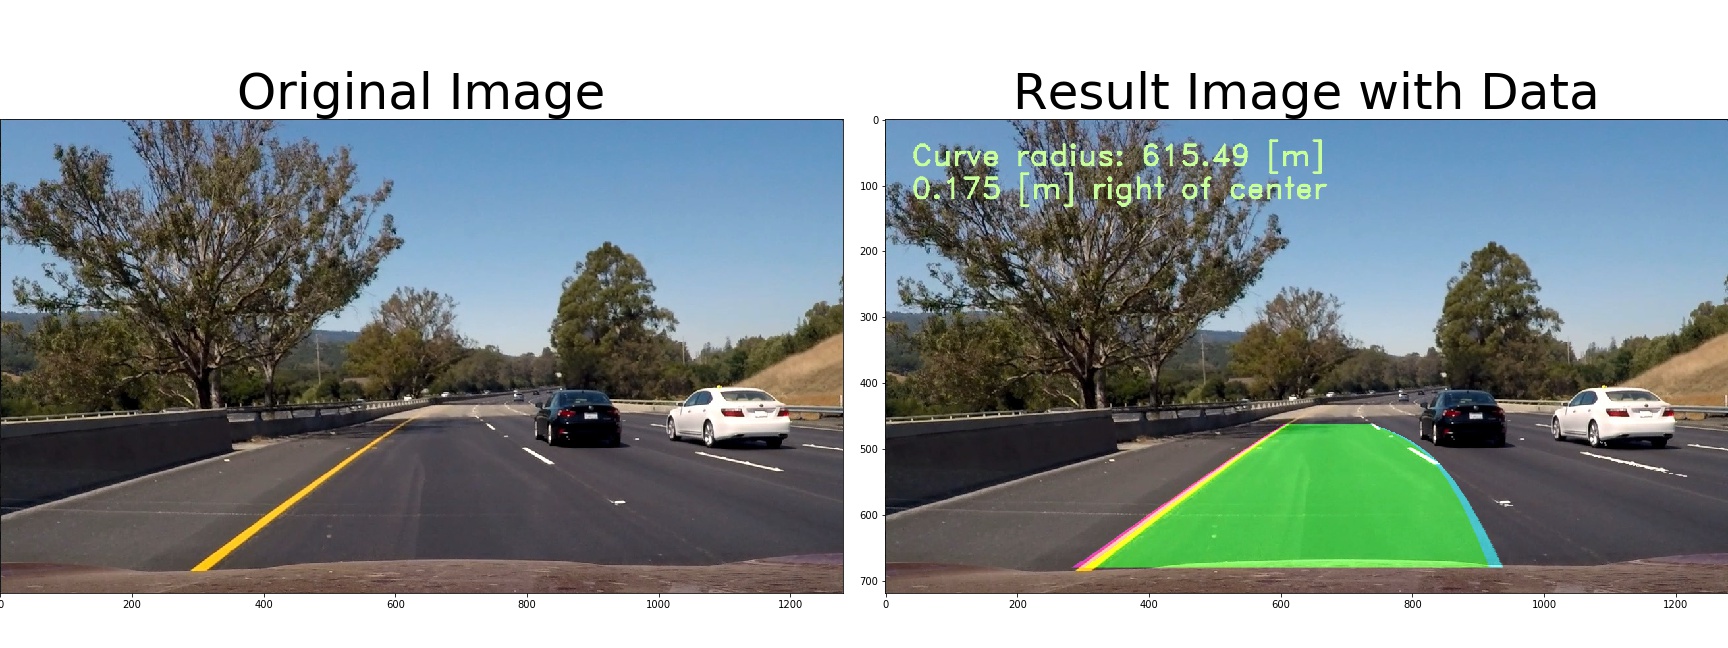 Original Image
Result Image with Data
Curve radius: 615.49 [m]
0.175 [m] right of center
0
100
200
300
400
500
600
700
0 200 400 600 800 1000 1200
0 200 400 600 800 1000 1200